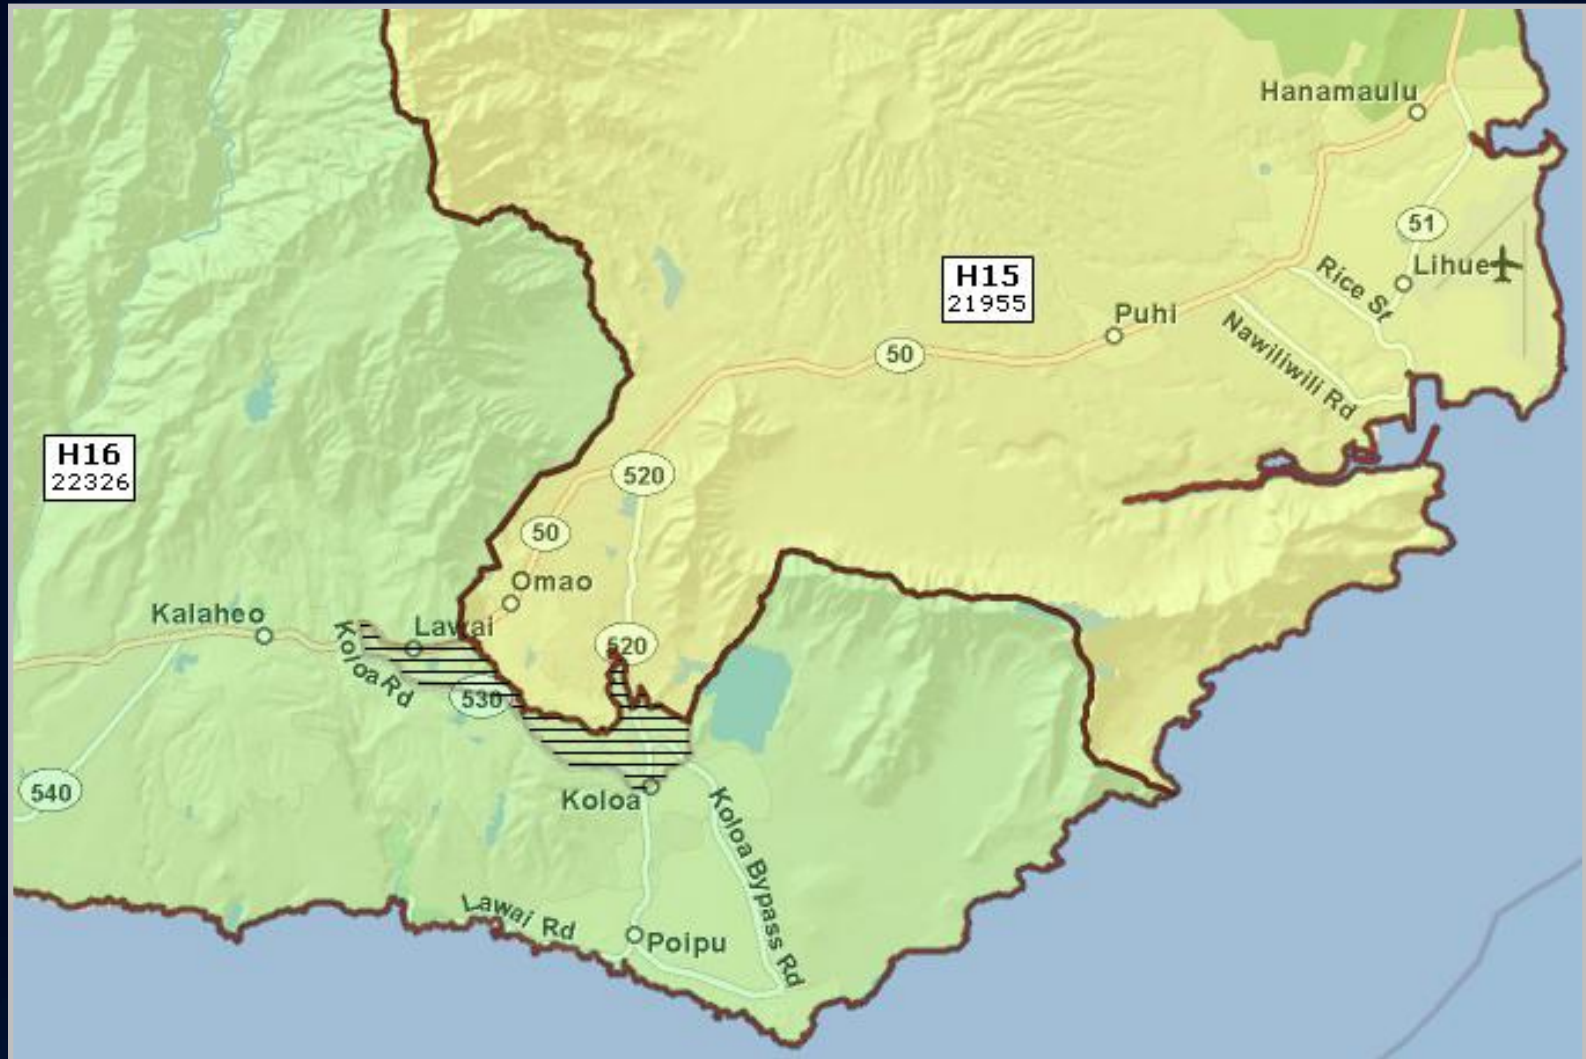 Hanamaulu
51
Lihue
Rice St
H15
21955
Puhi
Nawiliwili Rd
50
H16
22326
520
50
Omao
Kalaheo
Lawai
520
Koloa Rd
530
540
Koloa
Koloa Bypass Rd
Lawai Rd
Poipu